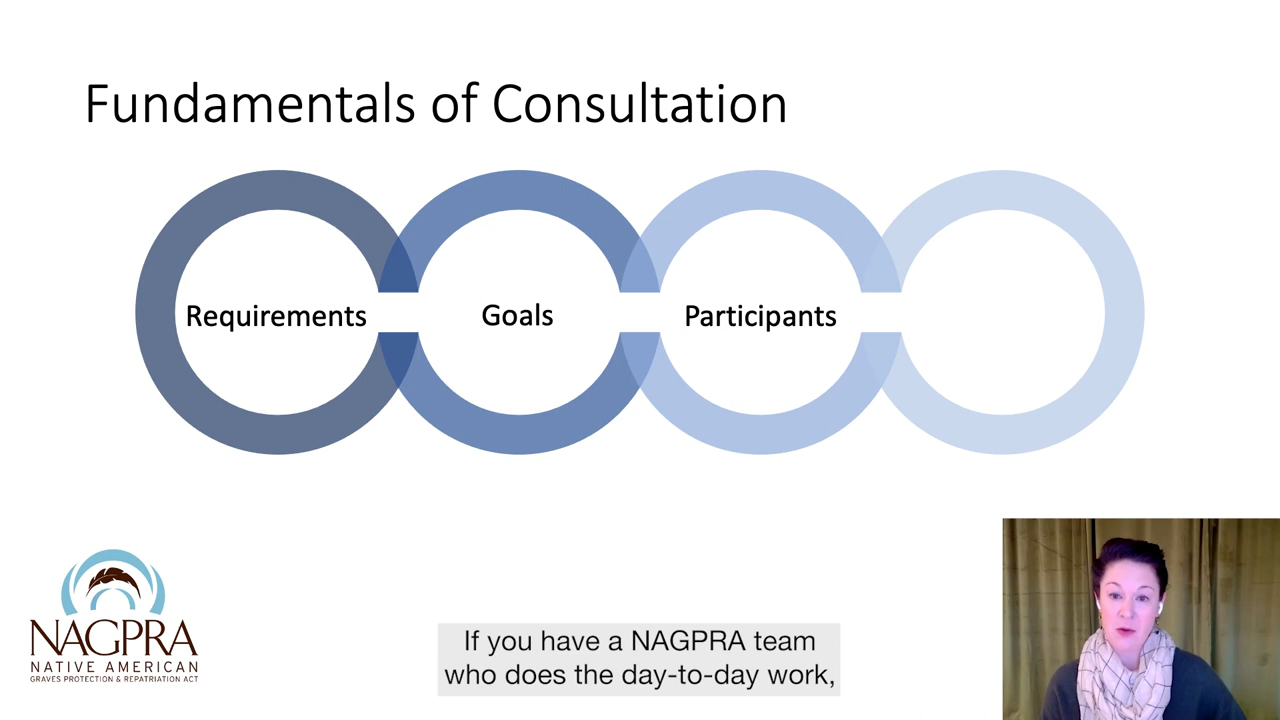 Fundamentals of Consultation
Requirements
Goals
Participants
NAGPRA
NATIVE AMERICAN
GRAVES PROTECTION & REPATRIATION ACT
If you have a NAGPRA team
who does the day-to-day work,